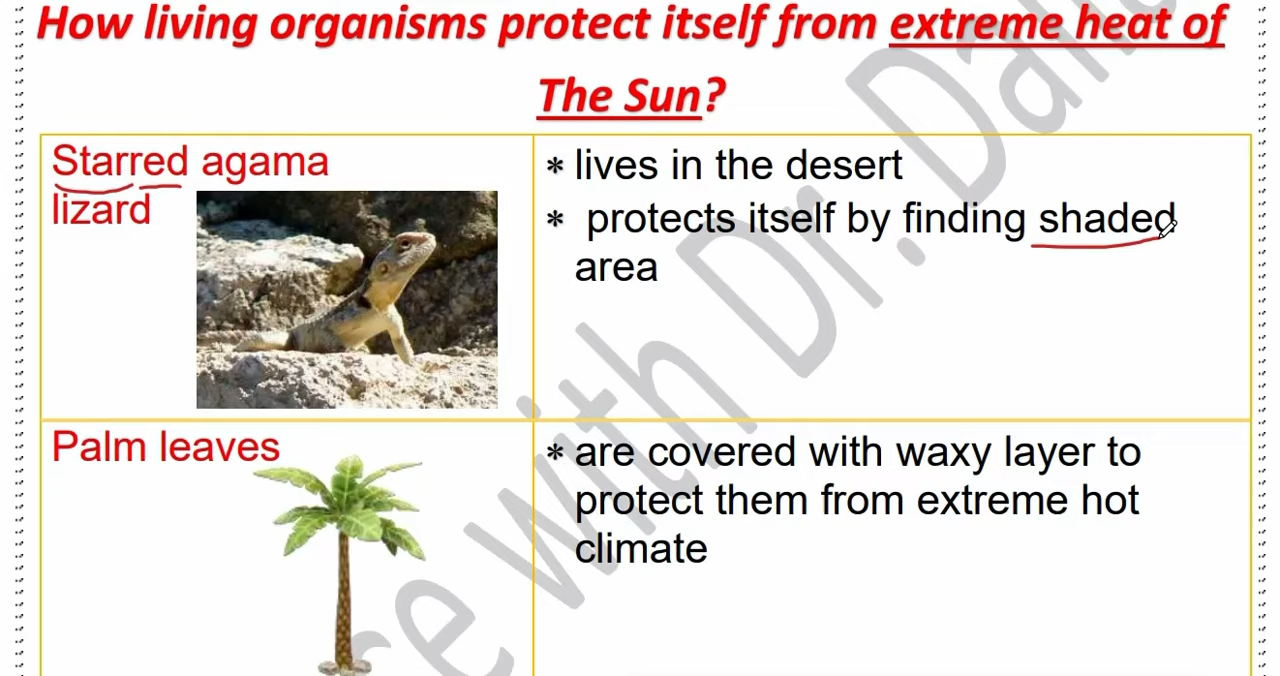 How living organisms protect itself from extreme heat of
The Sun?
Starred agama
lizard
* lives in the desert
* protects itself by finding shaded
area
Palm leaves
* are covered with waxy layer to
protect them from extreme hot
climate
with Dr.